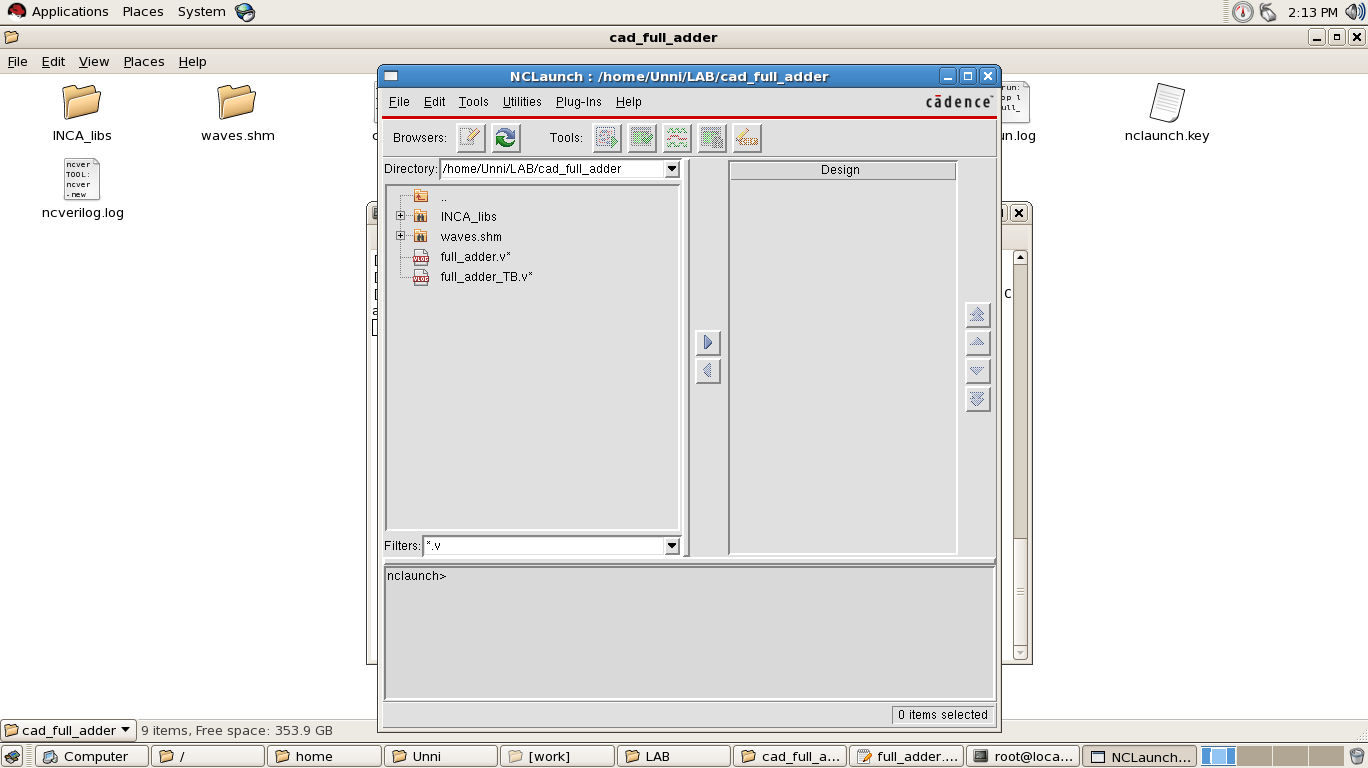 Applications Places System
2:13 PM
cad_full_adder
File Edit View Places Help
INCA_libs
waves.shm
nclaunch.key
ncver
TOOL:
ncver
-new
ncverilog.log
NCLaunch : /home/Unni/LAB/cad_full_adder
File Edit Tools Utilities Plug-Ins Help
cādence™
Browsers: Tools:
Directory: /home/Unni/LAB/cad_full_adder
Design
..
INCA_libs
waves.shm
full_adder.v*
full_adder_TB.v*
Filters: *.v
nclaunch>
0 items selected
cad_full_adder
9 items, Free space: 353.9 GB
Computer
/
home
Unni
[work]
LAB
cad_full_a...
full_adder....
root@loca...
NCLaunch...